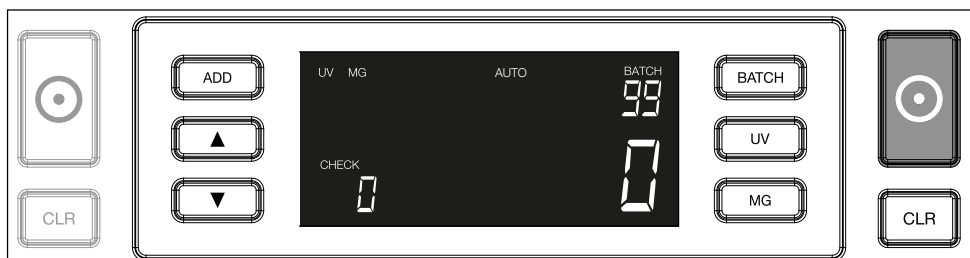 ADD
▲
▼
CLR
UV MG AUTO BATCH
99
CHECK
0 0
BATCH
UV
MG
CLR